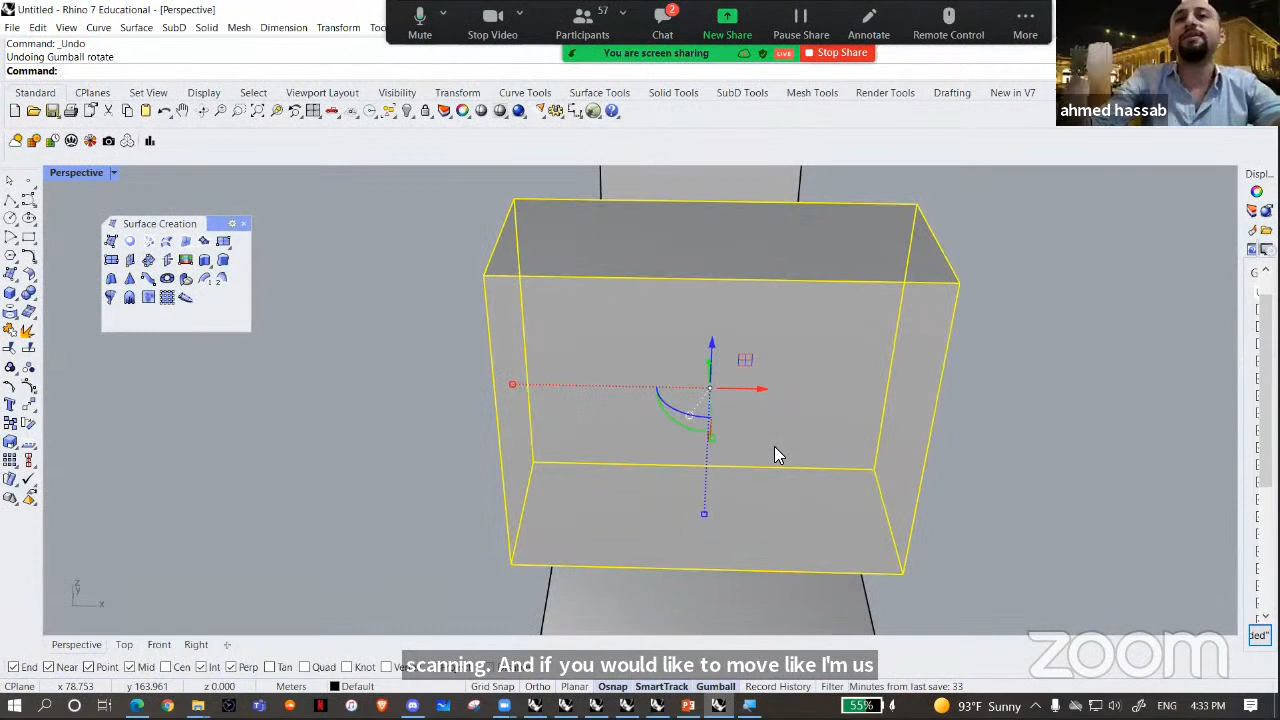 Untitled - Rhino 7 Educational - [Perspective]
File Edit View Curve Surface SubD Solid Mesh Dimension Transform Tools
Command: _Undo
Undoing Gumball rotate
Command:
57
2
Mute Stop Video Participants Chat New Share Pause Share Annotate Remote Control More
You are screen sharing LIVE Stop Share
ahmed hassab
Standard CPlanes Set View Display Select Viewport Layout Visibility Transform Curve Tools Surface Tools Solid Tools SubD Tools Mesh Tools Render Tools Drafting New in V7
Perspective
Displ...
Surface Creation
z
y
x
ded"
Perspective Top Front Right
zoom
scanning. And if you would like to move like I'm us
End Near Point Mid Cen Int Perp Tan Quad Knot
CPlane x 78.753 y 163.961 z 0.000 Meters Default Grid Snap Ortho Planar Osnap SmartTrack Gumball Record History Filter Minutes from last save: 33
55%
93°F Sunny
ENG
4:33 PM